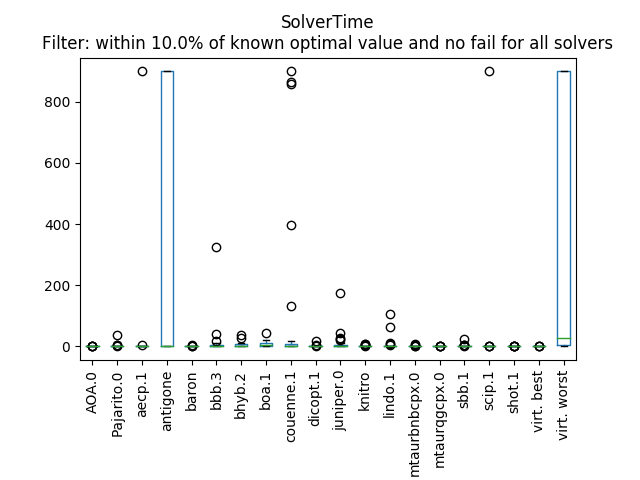 SolverTime
Filter: within 10.0% of known optimal value and no fail for all solvers
800
600
400
200
0
AOA.0
Pajarito.0
aecp.1
antigone
baron
bbb.3
bhyb.2
boa.1
couenne.1
dicopt.1
juniper.0
knitro
lindo.1
mtaurbnbcpx.0
mtaurqgcpx.0
sbb.1
scip.1
shot.1
virt. best
virt. worst